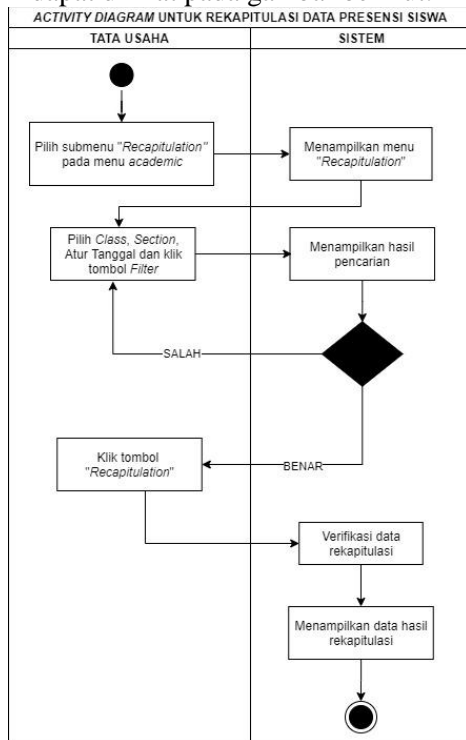 ACTIVITY DIAGRAM UNTUK REKAPITULASI DATA PRESENSI SISWA
TATA USAHA
SISTEM
Pilih submenu "Recapitulation"
pada menu academic
Menampilkan menu
"Recapitulation"
Pilih Class, Section,
Atur Tanggal dan klik
tombol Filter
Menampilkan hasil
pencarian
SALAH
Klik tombol
"Recapitulation"
BENAR
Verifikasi data
rekapitulasi
Menampilkan data hasil
rekapitulasi